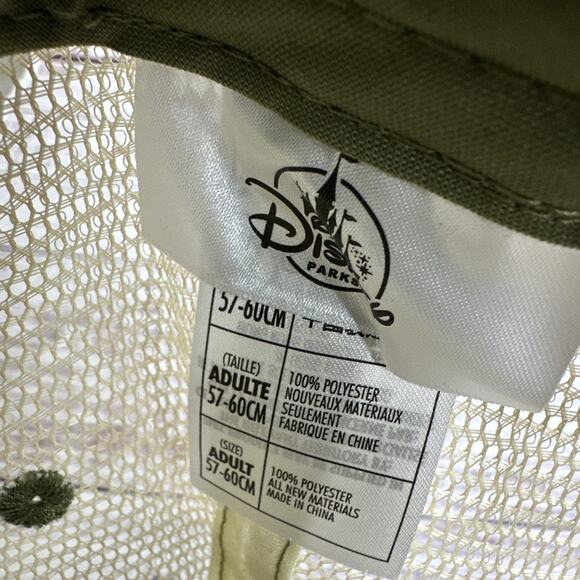 Disney
PARKS
57-60CM
(TAILLE)
ADULTE
57-60CM
100% POLYESTER
NOUVEAUX MATÉRIAUX
SEULEMENT
FABRIQUE EN CHINE
(SIZE)
ADULT
57-60CM
100% POLYESTER
ALL NEW MATERIALS
MADE IN CHINA